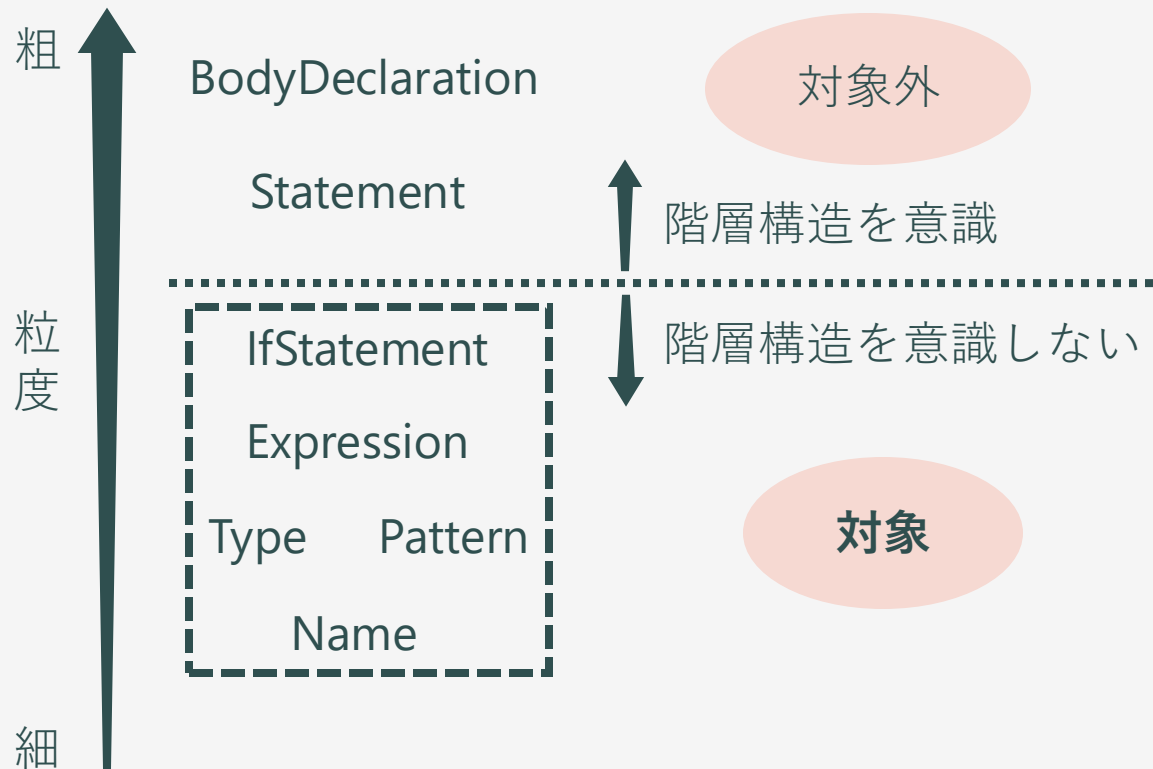 粗
BodyDeclaration
対象外
Statement
階層構造を意識
粒度
IfStatement
階層構造を意識しない
Expression
Type Pattern
対象
Name
細